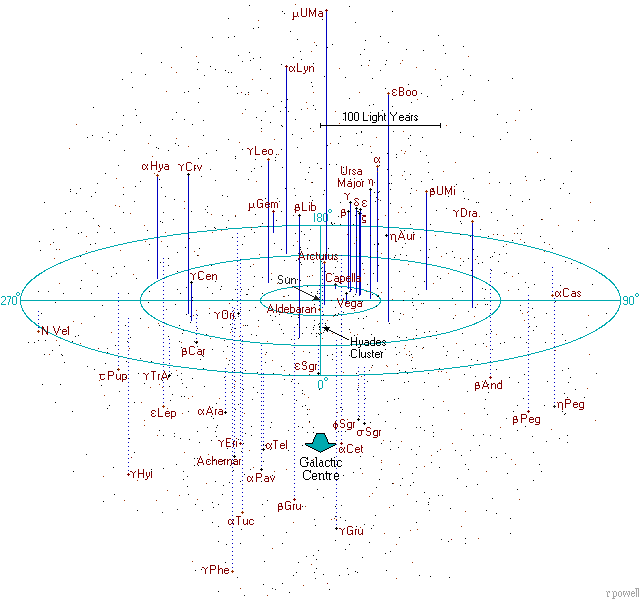 μUMa
αLyn
εBoo
100 Light Years
γLeo
αHya
γCrv
α
Ursa
Major
η
μGem
βLib
γ
δ
ε
β
ζ
βUMi
γDra
180°
ηAur
Arcturus
γCen
Sun
Capella
αCas
270°
90°
Vega
γOri
Aldebaran
N Vel
Hyades
Cluster
βCar
εSgr
τPup
γTrA
0°
βAnd
εLep
αAra
ηPeg
βPeg
φSgr
σSgr
γEri
αTel
αCet
Achernar
Galactic
Centre
γHyi
αPav
βGru
αTuc
γGru
γPhe
rpowell